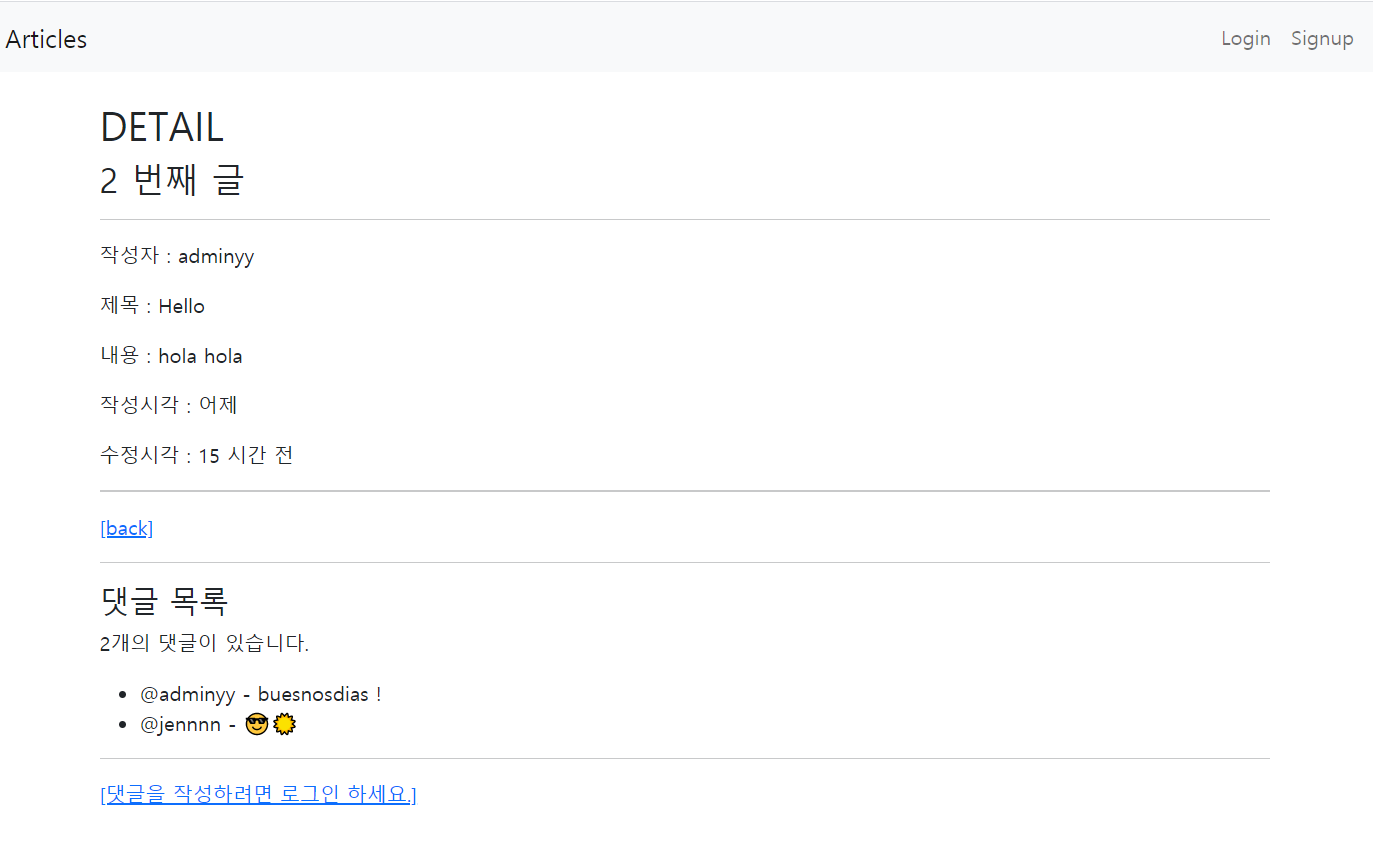 Articles
Login Signup
DETAIL
2 번째 글
작성자 : adminyy
제목 : Hello
내용 : hola hola
작성시각 : 어제
수정시각 : 15 시간 전
[back]
댓글 목록
2개의 댓글이 있습니다.
@adminyy - buesnosdias !
@jennnn - 😎🌞
[댓글을 작성하려면 로그인 하세요.]